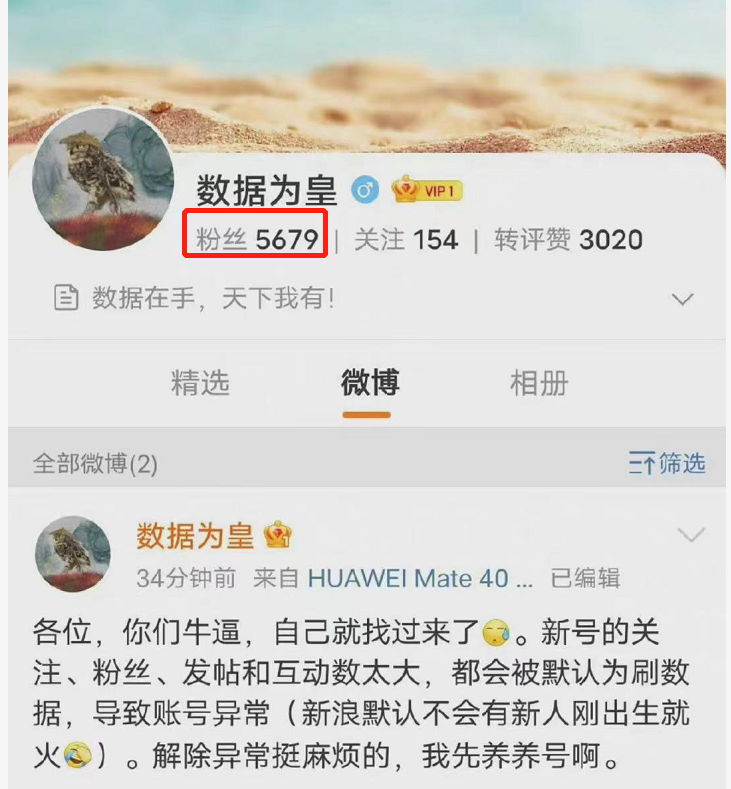 数据为皇 VIP 1
粉丝 5679 | 关注 154 | 转评赞 3020
数据在手，天下我有！
精选 微博 相册
全部微博(2) 筛选
数据为皇 1
34分钟前 来自 HUAWEI Mate 40 ... 已编辑
各位，你们牛逼，自己就找过来了。新号的关
注、粉丝、发帖和互动数太大，都会被默认为刷数
据，导致账号异常（新浪默认不会有新人刚出生就
火）。解除异常挺麻烦的，我先养养号啊。